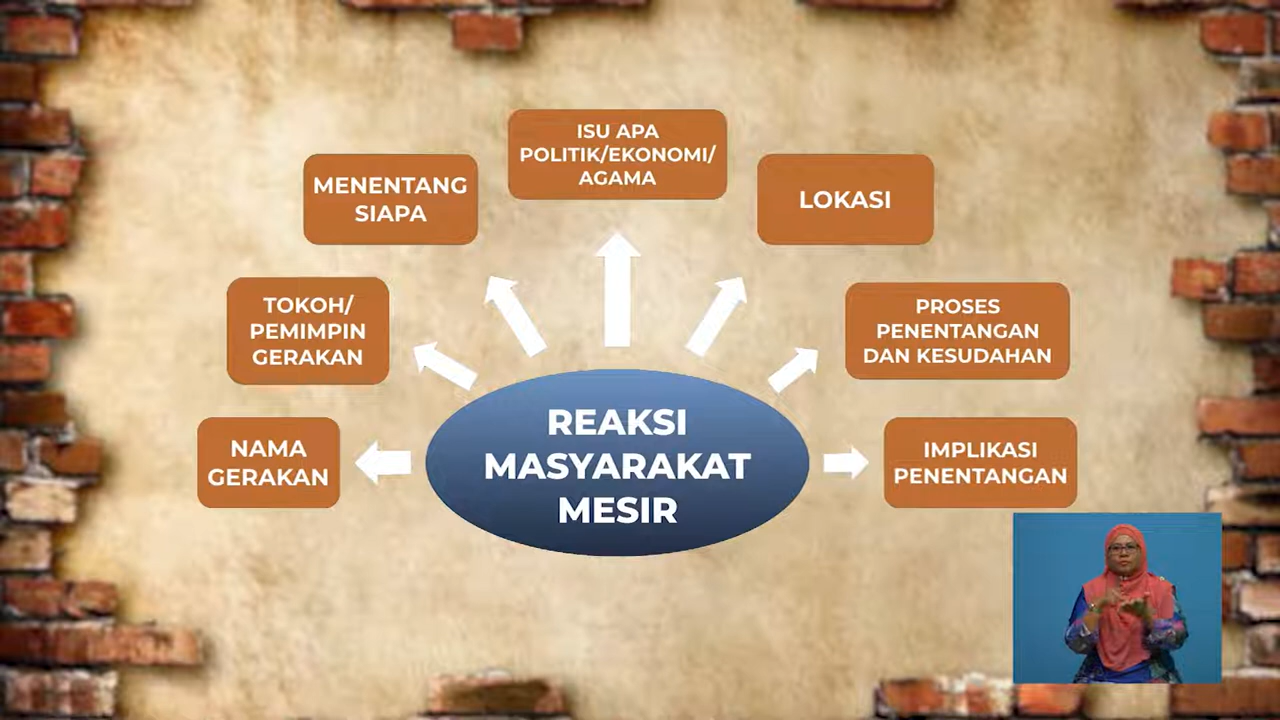 ISU APA
POLITIK/EKONOMI/
AGAMA
MENENTANG
SIAPA
LOKASI
TOKOH/
PEMIMPIN
GERAKAN
PROSES
PENENTANGAN
DAN KESUDAHAN
NAMA
GERAKAN
REAKSI
MASYARAKAT
MESIR
IMPLIKASI
PENENTANGAN